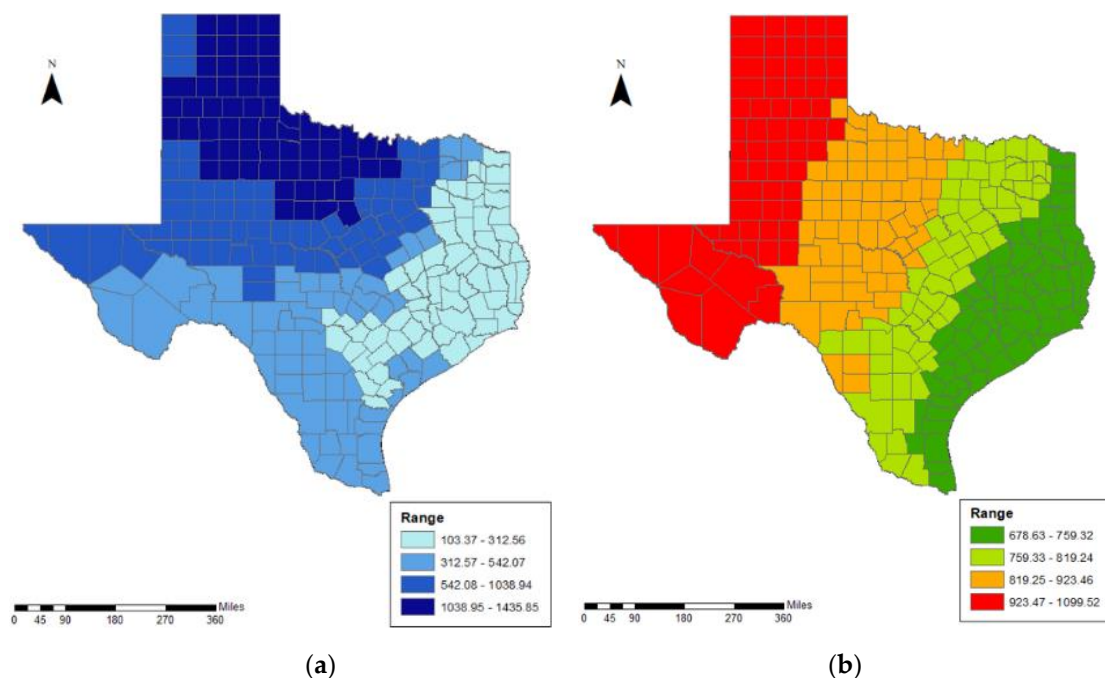 N
N
Range
103.37 - 312.56
312.57 - 542.07
542.08 - 1038.94
1038.95 - 1435.85
Range
678.63 - 759.32
759.33 - 819.24
819.25 - 923.46
923.47 - 1099.52
Miles
0 45 90 180 270 360
Miles
0 45 90 180 270 360
(a)
(b)